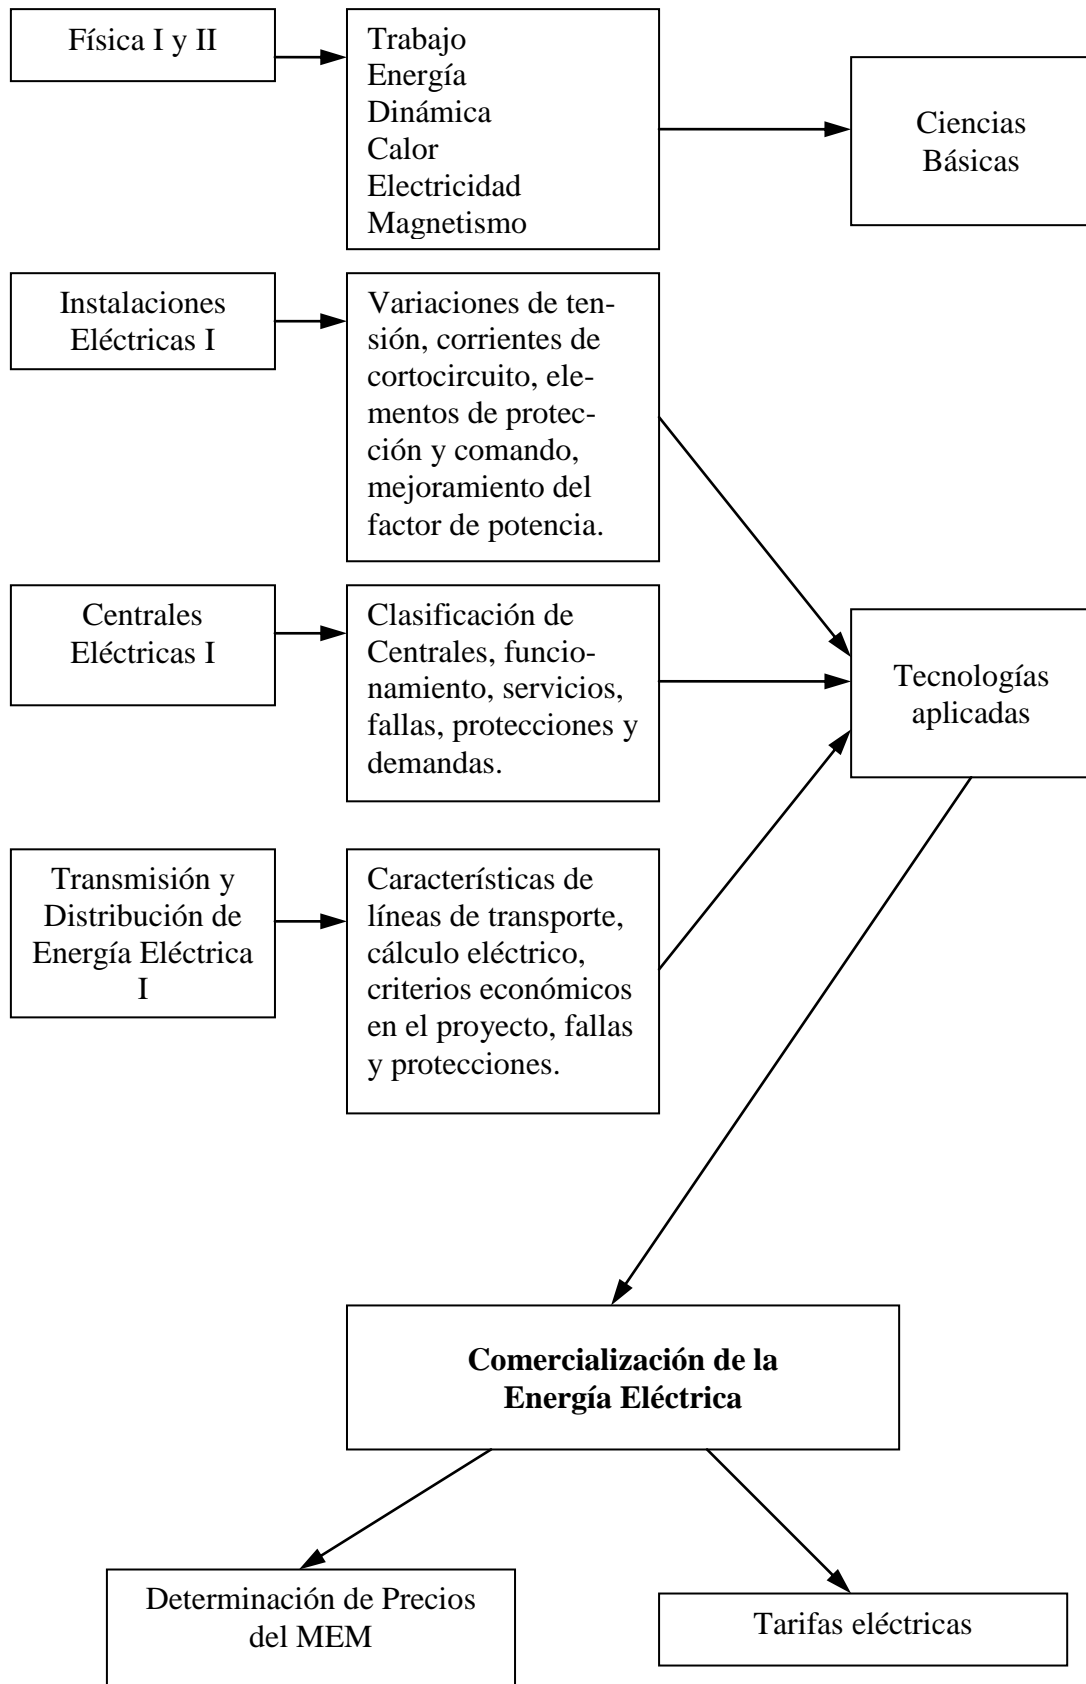 Física I y II
Trabajo
Energía
Dinámica
Calor
Electricidad
Magnetismo
Ciencias
Básicas
Instalaciones
Eléctricas I
Variaciones de ten-
sión, corrientes de
cortocircuito, ele-
mentos de protec-
ción y comando,
mejoramiento del
factor de potencia.
Centrales
Eléctricas I
Clasificación de
Centrales, funcio-
namiento, servicios,
fallas, protecciones y
demandas.
Tecnologías
aplicadas
Transmisión y
Distribución de
Energía Eléctrica
I
Características de
líneas de transporte,
cálculo eléctrico,
criterios económicos
en el proyecto, fallas
y protecciones.
Comercialización de la
Energía Eléctrica
Determinación de Precios
del MEM
Tarifas eléctricas